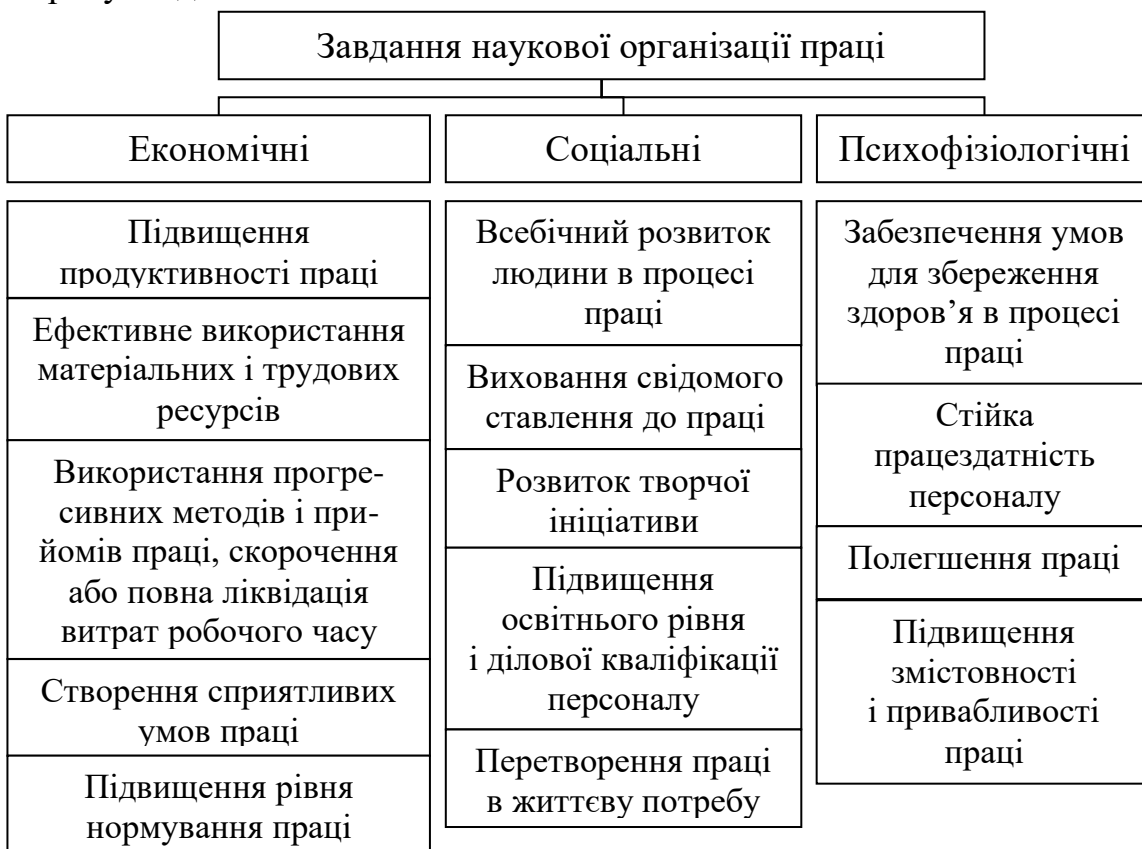 Завдання наукової організації праці
Економічні
Соціальні
Психофізіологічні
Підвищення
продуктивності праці
Ефективне використання
матеріальних і трудових
ресурсів
Використання прогре-
сивних методів і при-
йомів праці, скорочення
або повна ліквідація
витрат робочого часу
Створення сприятливих
умов праці
Підвищення рівня
нормування праці
Всебічний розвиток
людини в процесі
праці
Виховання свідомого
ставлення до праці
Розвиток творчої
ініціативи
Підвищення
освітнього рівня
і ділової кваліфікації
персоналу
Перетворення праці
в життєву потребу
Забезпечення умов
для збереження
здоров’я в процесі
праці
Стійка
працездатність
персоналу
Полегшення праці
Підвищення
змістовності
і привабливості
праці